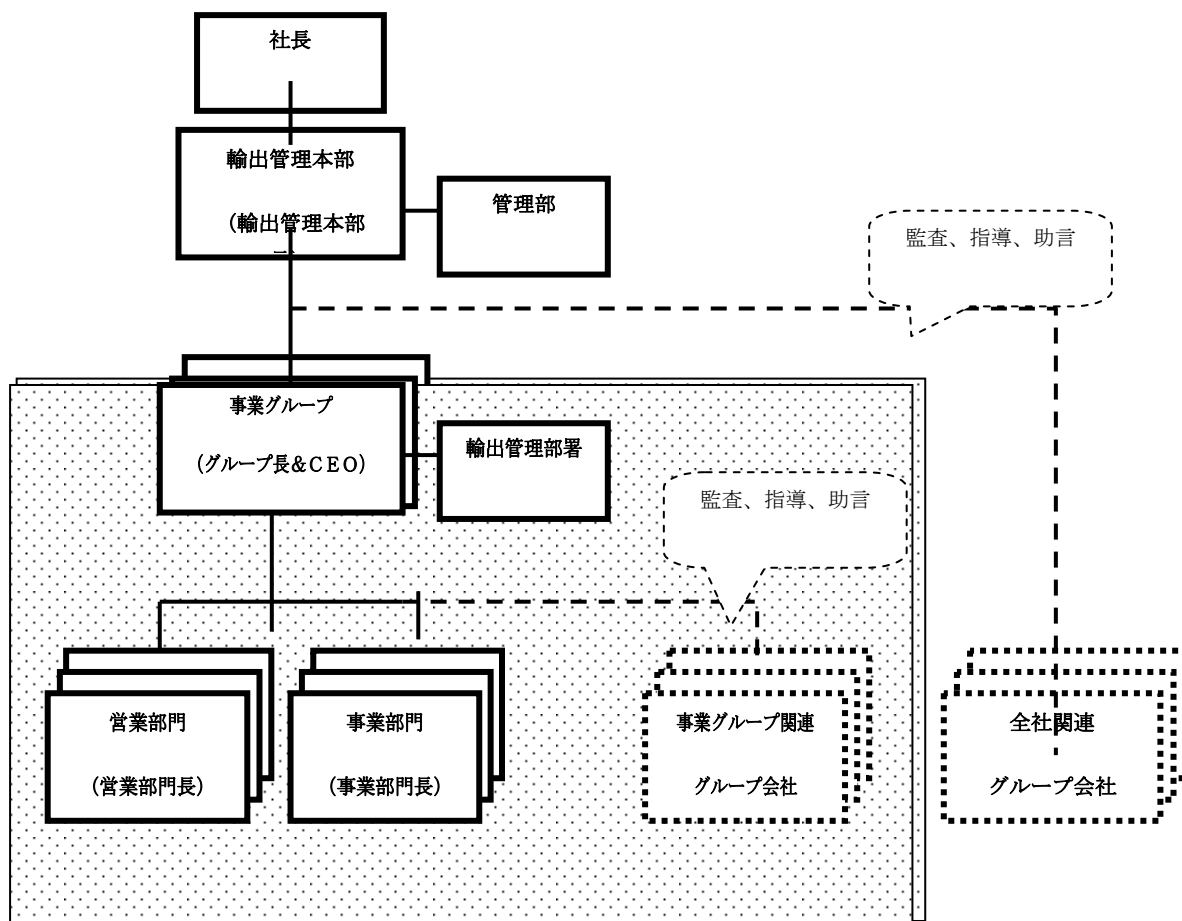 社長
輸出管理本部
（輸出管理本部
管理部
監査、指導、助言
事業グループ
（グループ長&CEO）
輸出管理部署
監査、指導、助言
営業部門
（営業部門長）
事業部門
（事業部門長）
事業グループ関連
グループ会社
全社関連
グループ会社